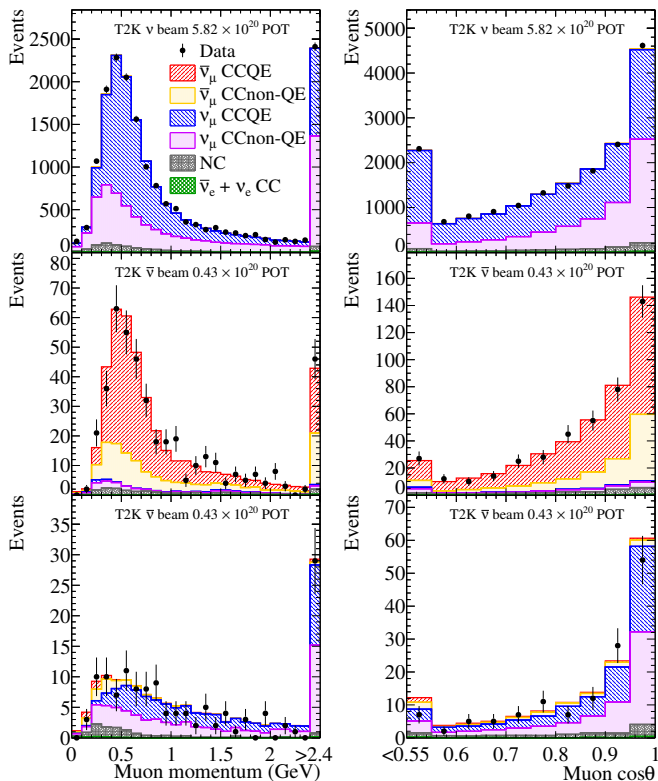 T2K ν beam 5.82 × 10²⁰ POT
Events
2500
2000
1500
1000
500
0
Data
ν̄μ CCQE
ν̄μ CCnon-QE
νμ CCQE
νμ CCnon-QE
NC
ν̄e + νe CC
T2K ν beam 5.82 × 10²⁰ POT
Events
5000
4000
3000
2000
1000
0
T2K ν̄ beam 0.43 × 10²⁰ POT
Events
80
70
60
50
40
30
20
10
0
T2K ν̄ beam 0.43 × 10²⁰ POT
Events
160
140
120
100
80
60
40
20
0
T2K ν̄ beam 0.43 × 10²⁰ POT
Events
35
30
25
20
15
10
5
0
0 0.5 1 1.5 2 >2.4
Muon momentum (GeV)
T2K ν̄ beam 0.43 × 10²⁰ POT
Events
70
60
50
40
30
20
10
0
<0.55 0.6 0.7 0.8 0.9 1
Muon cosθ